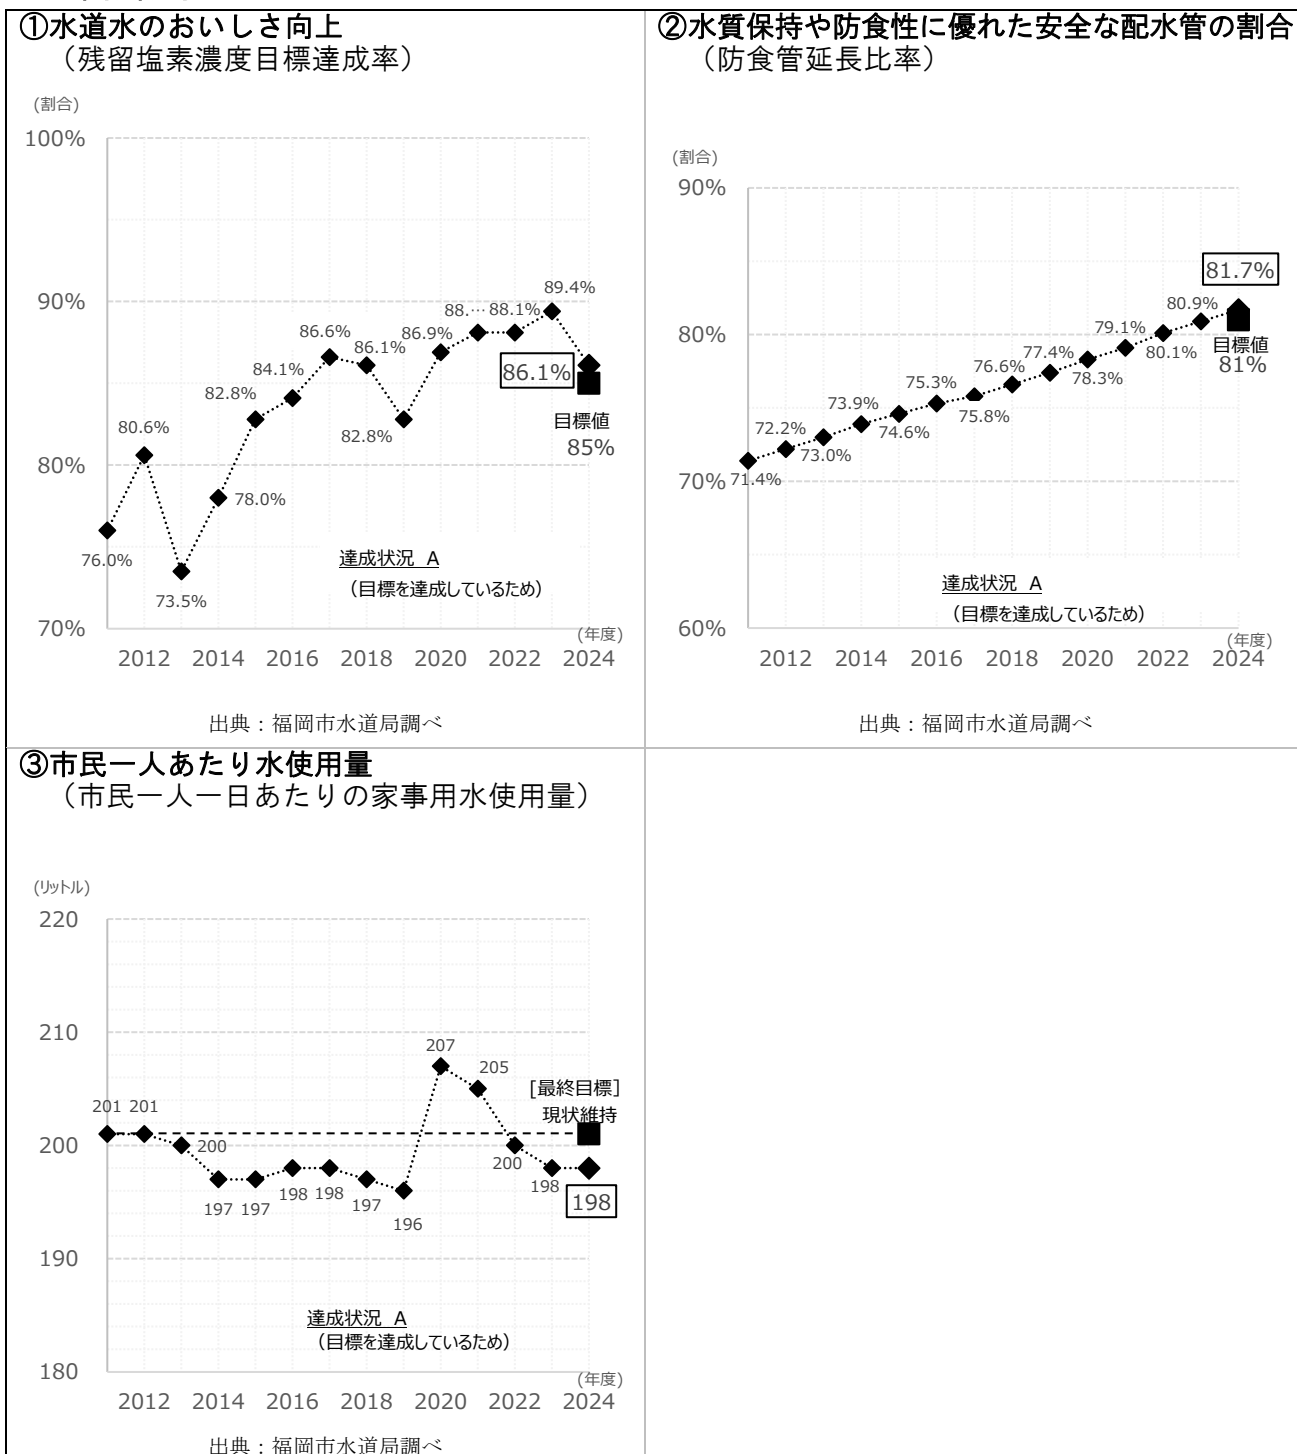 ①水道水のおいしさ向上
（残留塩素濃度目標達成率）
(割合)
100%
90%
80%
70%
76.0%
80.6%
73.5%
78.0%
82.8%
84.1%
86.6%
86.1%
82.8%
86.9%
88.…
88.1%
89.4%
86.1%
目標値
85%
達成状況 A
（目標を達成しているため）
(年度)
2012 2014 2016 2018 2020 2022 2024
出典：福岡市水道局調べ
②水質保持や防食性に優れた安全な配水管の割合
（防食管延長比率）
(割合)
90%
80%
70%
60%
71.4%
72.2%
73.0%
73.9%
74.6%
75.3%
75.8%
76.6%
77.4%
78.3%
79.1%
80.1%
80.9%
81.7%
目標値
81%
達成状況 A
（目標を達成しているため）
(年度)
2012 2014 2016 2018 2020 2022 2024
出典：福岡市水道局調べ
③市民一人あたり水使用量
（市民一人一日あたりの家事用水使用量）
(リットル)
220
210
200
190
180
201
201
200
197
197
198
198
197
196
207
205
200
198
198
[最終目標]
現状維持
達成状況 A
（目標を達成しているため）
(年度)
2012 2014 2016 2018 2020 2022 2024
出典：福岡市水道局調べ